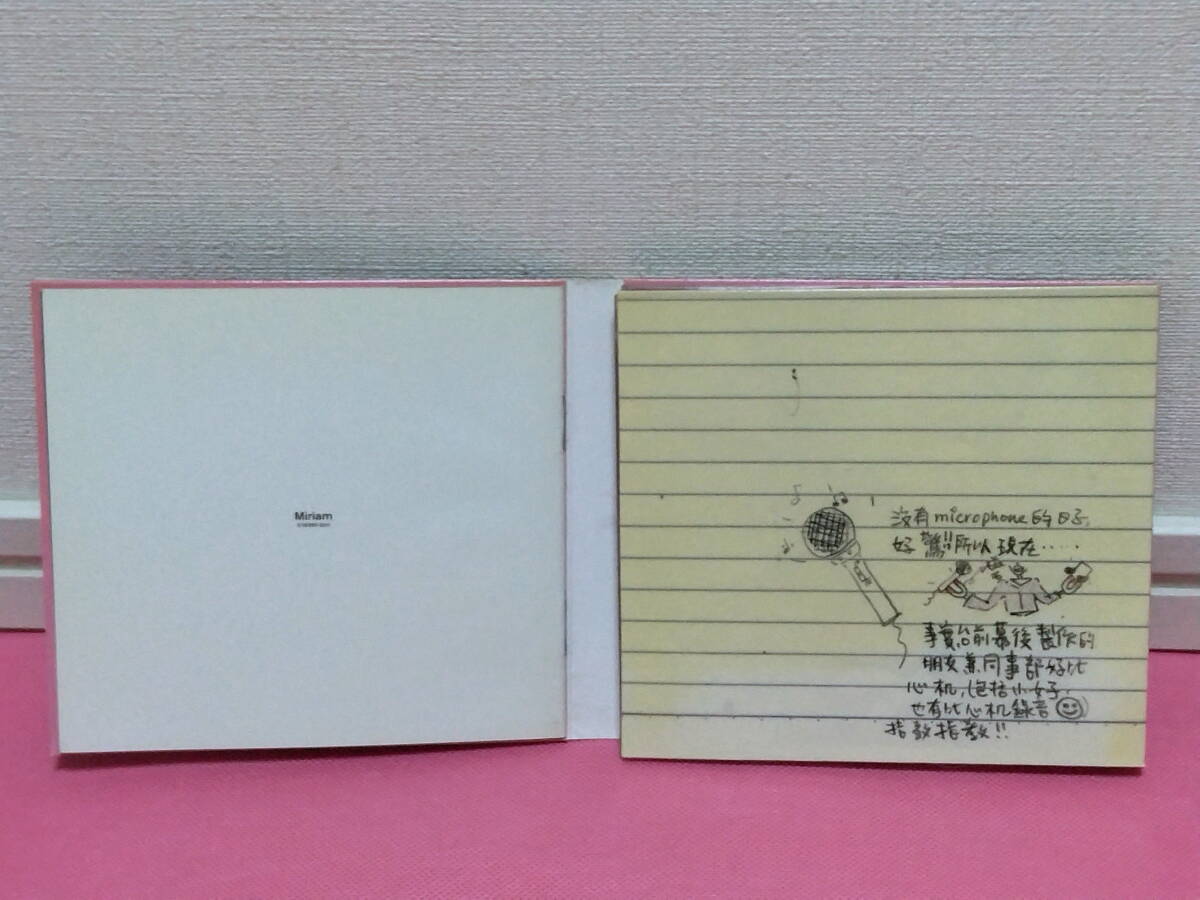 Miriam
沒有microphone的日子,
好驚!!所以現在……
事實台前幕後製作的
朋友兼同事都好比
心机,包括小女子,
也有比心机錄音
指教指教!!